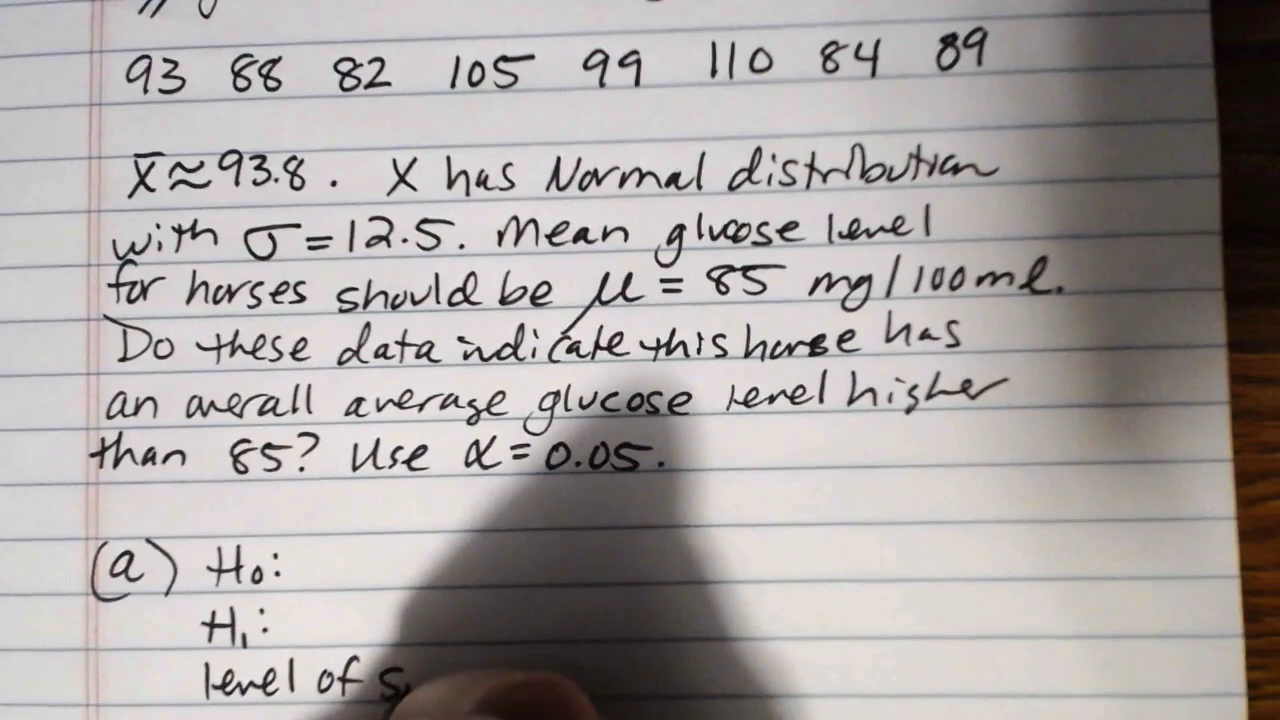 93 88 82 105 99 110 84 89
x̄≈93.8. X has Normal distribution
with σ=12.5. Mean glucose level
for horses should be μ = 85 mg/100ml.
Do these data indicate this horse has
an overall average glucose level higher
than 85? Use α=0.05.
(a) H₀:
H₁:
level of s